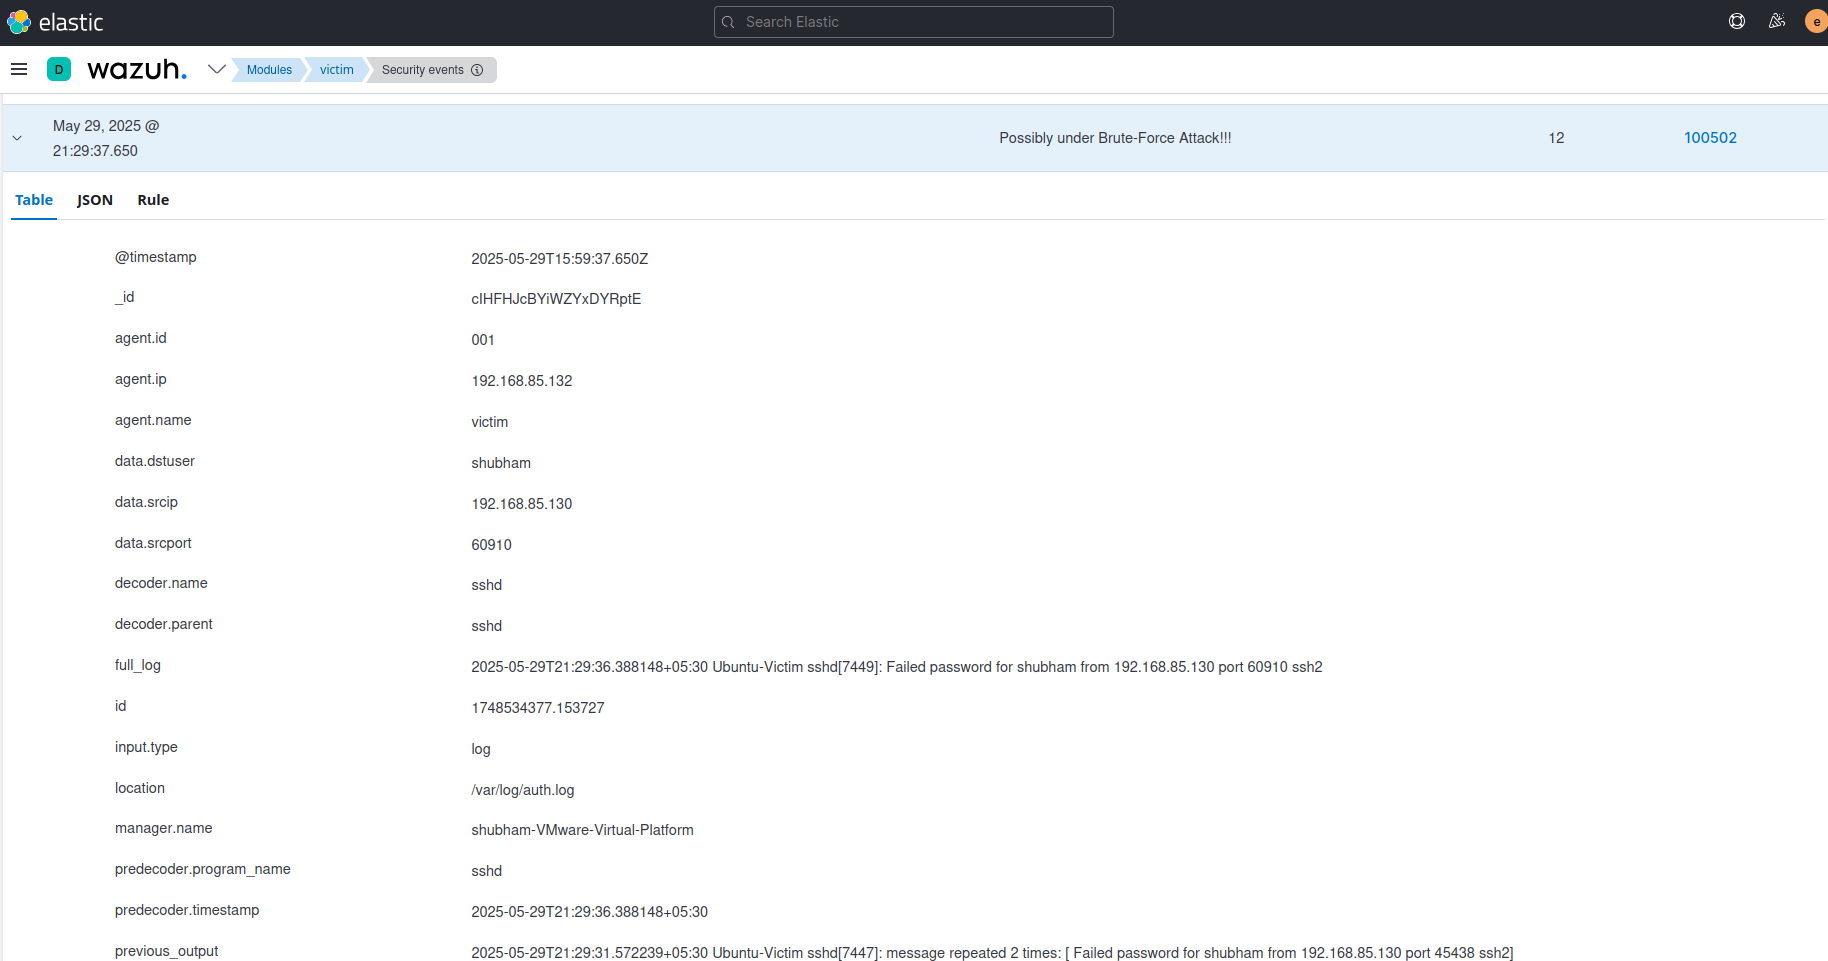 elastic
Search Elastic
e
D
wazuh.
Modules
victim
Security events
May 29, 2025 @
21:29:37.650
Possibly under Brute-Force Attack!!!
12
100502
Table JSON Rule
@timestamp 2025-05-29T15:59:37.650Z
_id cIHFHJcBYiWZYxDYRptE
agent.id 001
agent.ip 192.168.85.132
agent.name victim
data.dstuser shubham
data.srcip 192.168.85.130
data.srcport 60910
decoder.name sshd
decoder.parent sshd
full_log 2025-05-29T21:29:36.388148+05:30 Ubuntu-Victim sshd[7449]: Failed password for shubham from 192.168.85.130 port 60910 ssh2
id 1748534377.153727
input.type log
location /var/log/auth.log
manager.name shubham-VMware-Virtual-Platform
predecoder.program_name sshd
predecoder.timestamp 2025-05-29T21:29:36.388148+05:30
previous_output 2025-05-29T21:29:31.572239+05:30 Ubuntu-Victim sshd[7447]: message repeated 2 times: [ Failed password for shubham from 192.168.85.130 port 45438 ssh2]